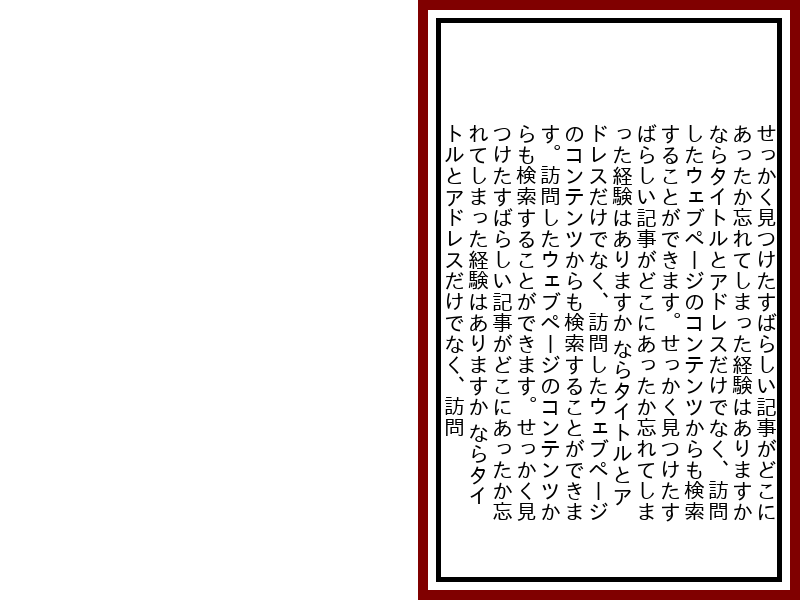 せっかく見つけたすばらしい記事がどこに
あったか忘れてしまった経験はありますか
ならタイトルとアドレスだけでなく、訪問
したウェブページのコンテンツからも検索
することができます。せっかく見つけたす
ばらしい記事がどこにあったか忘れてしま
った経験はありますか ならタイトルとア
ドレスだけでなく、訪問したウェブページ
のコンテンツからも検索することができま
す。訪問したウェブページのコンテンツか
らも検索することができます。せっかく見
つけたすばらしい記事がどこにあったか忘
れてしまった経験はありますか ならタイ
トルとアドレスだけでなく、訪問